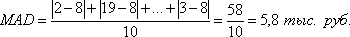 MAD = |2−8|+|19−8|+...+|3−8| / 10 = 58 / 10 = 5,8 тыс. руб.